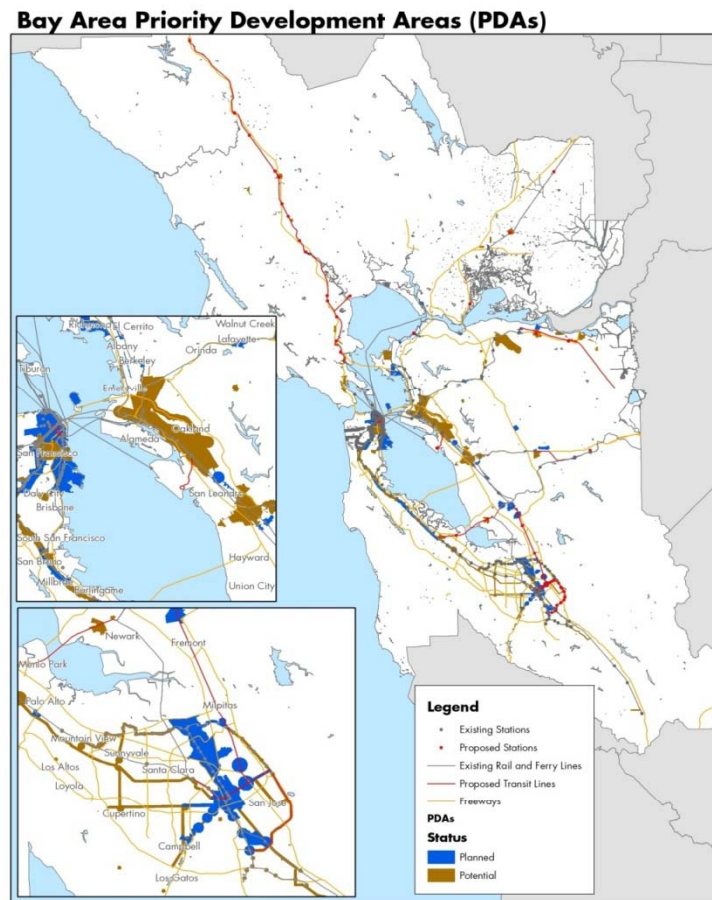 Bay Area Priority Development Areas (PDAs)
Richmond
El Cerrito
Walnut Creek
Albany
Lafayette
Orinda
Berkeley
Tiburon
Emeryville
Oakland
Alameda
San Francisco
San Leandro
Daly City
Brisbane
South San Francisco
Hayward
San Bruno
Millbrae
Burlingame
Union City
Newark
Fremont
Menlo Park
Palo Alto
Milpitas
Mountain View
Sunnyvale
Los Altos
Santa Clara
Loyola
San Jose
Cupertino
Campbell
Los Gatos
Legend
Existing Stations
Proposed Stations
Existing Rail and Ferry Lines
Proposed Transit Lines
Freeways
PDAs
Status
Planned
Potential